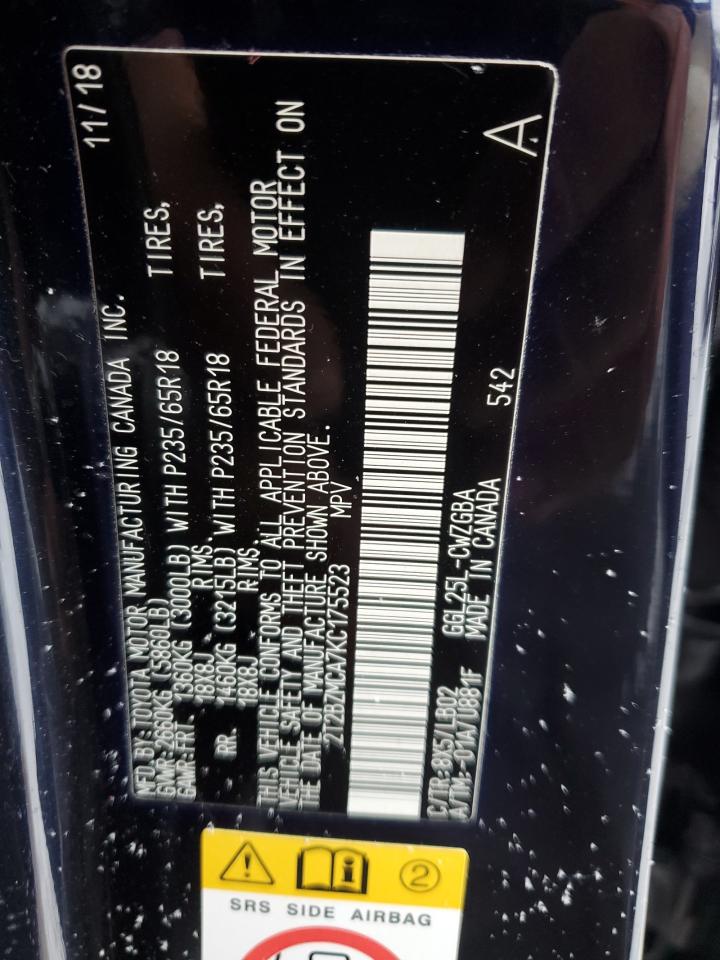 MFD BY: TOYOTA MOTOR MANUFACTURING CANADA INC. 11/18
GVWR: 2660KG (5860LB)
GAWR: FRT. 1360KG (3000LB) WITH P235/65R18 TIRES,
18X8J RIMS,
RR. 1460KG (3215LB) WITH P235/65R18 TIRES,
18X8J RIMS
THIS VEHICLE CONFORMS TO ALL APPLICABLE FEDERAL MOTOR
VEHICLE SAFETY AND THEFT PREVENTION STANDARDS IN EFFECT ON
THE DATE OF MANUFACTURE SHOWN ABOVE.
MPV
C/TR: 8X5/LB02 GGL25L-CWZGBA
A/TM: -01A/U881F MADE IN CANADA 542 A
2
SRS SIDE AIRBAG